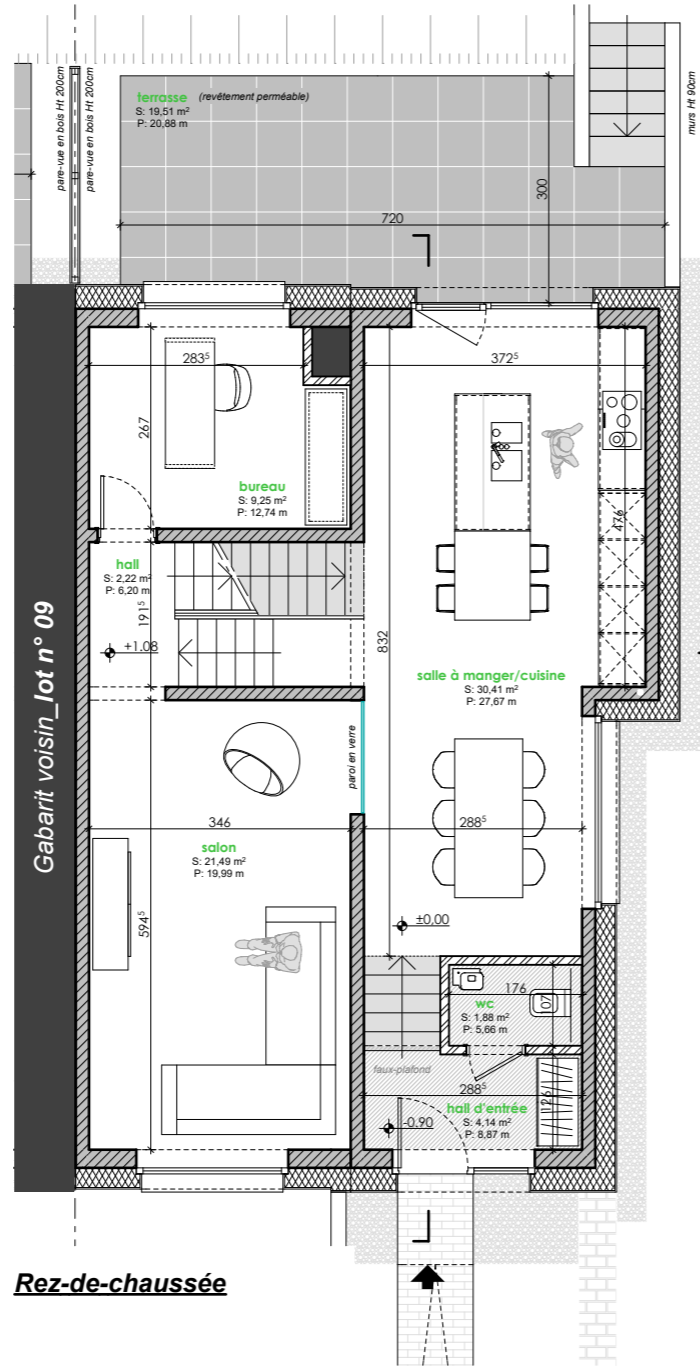 pare-vue en bois Ht 200cm
pare-vue en bois Ht 200cm
terrasse (revêtement perméable)
S: 19,51 m²
P: 20,88 m
murs Ht 90cm
300
720
283⁵
372⁵
267
bureau
S: 9,25 m²
P: 12,74 m
476
hall
S: 2,22 m²
P: 6,20 m
191⁵
+1.08
832
salle à manger/cuisine
S: 30,41 m²
P: 27,67 m
Gabarit voisin_lot n° 09
paroi en verre
346
288⁵
salon
S: 21,49 m²
P: 19,99 m
594⁵
±0,00
176
107
wc
S: 1,88 m²
P: 5,66 m
faux-plafond
288⁵
126
hall d'entrée
S: 4,14 m²
P: 8,87 m
-0.90
Rez-de-chaussée